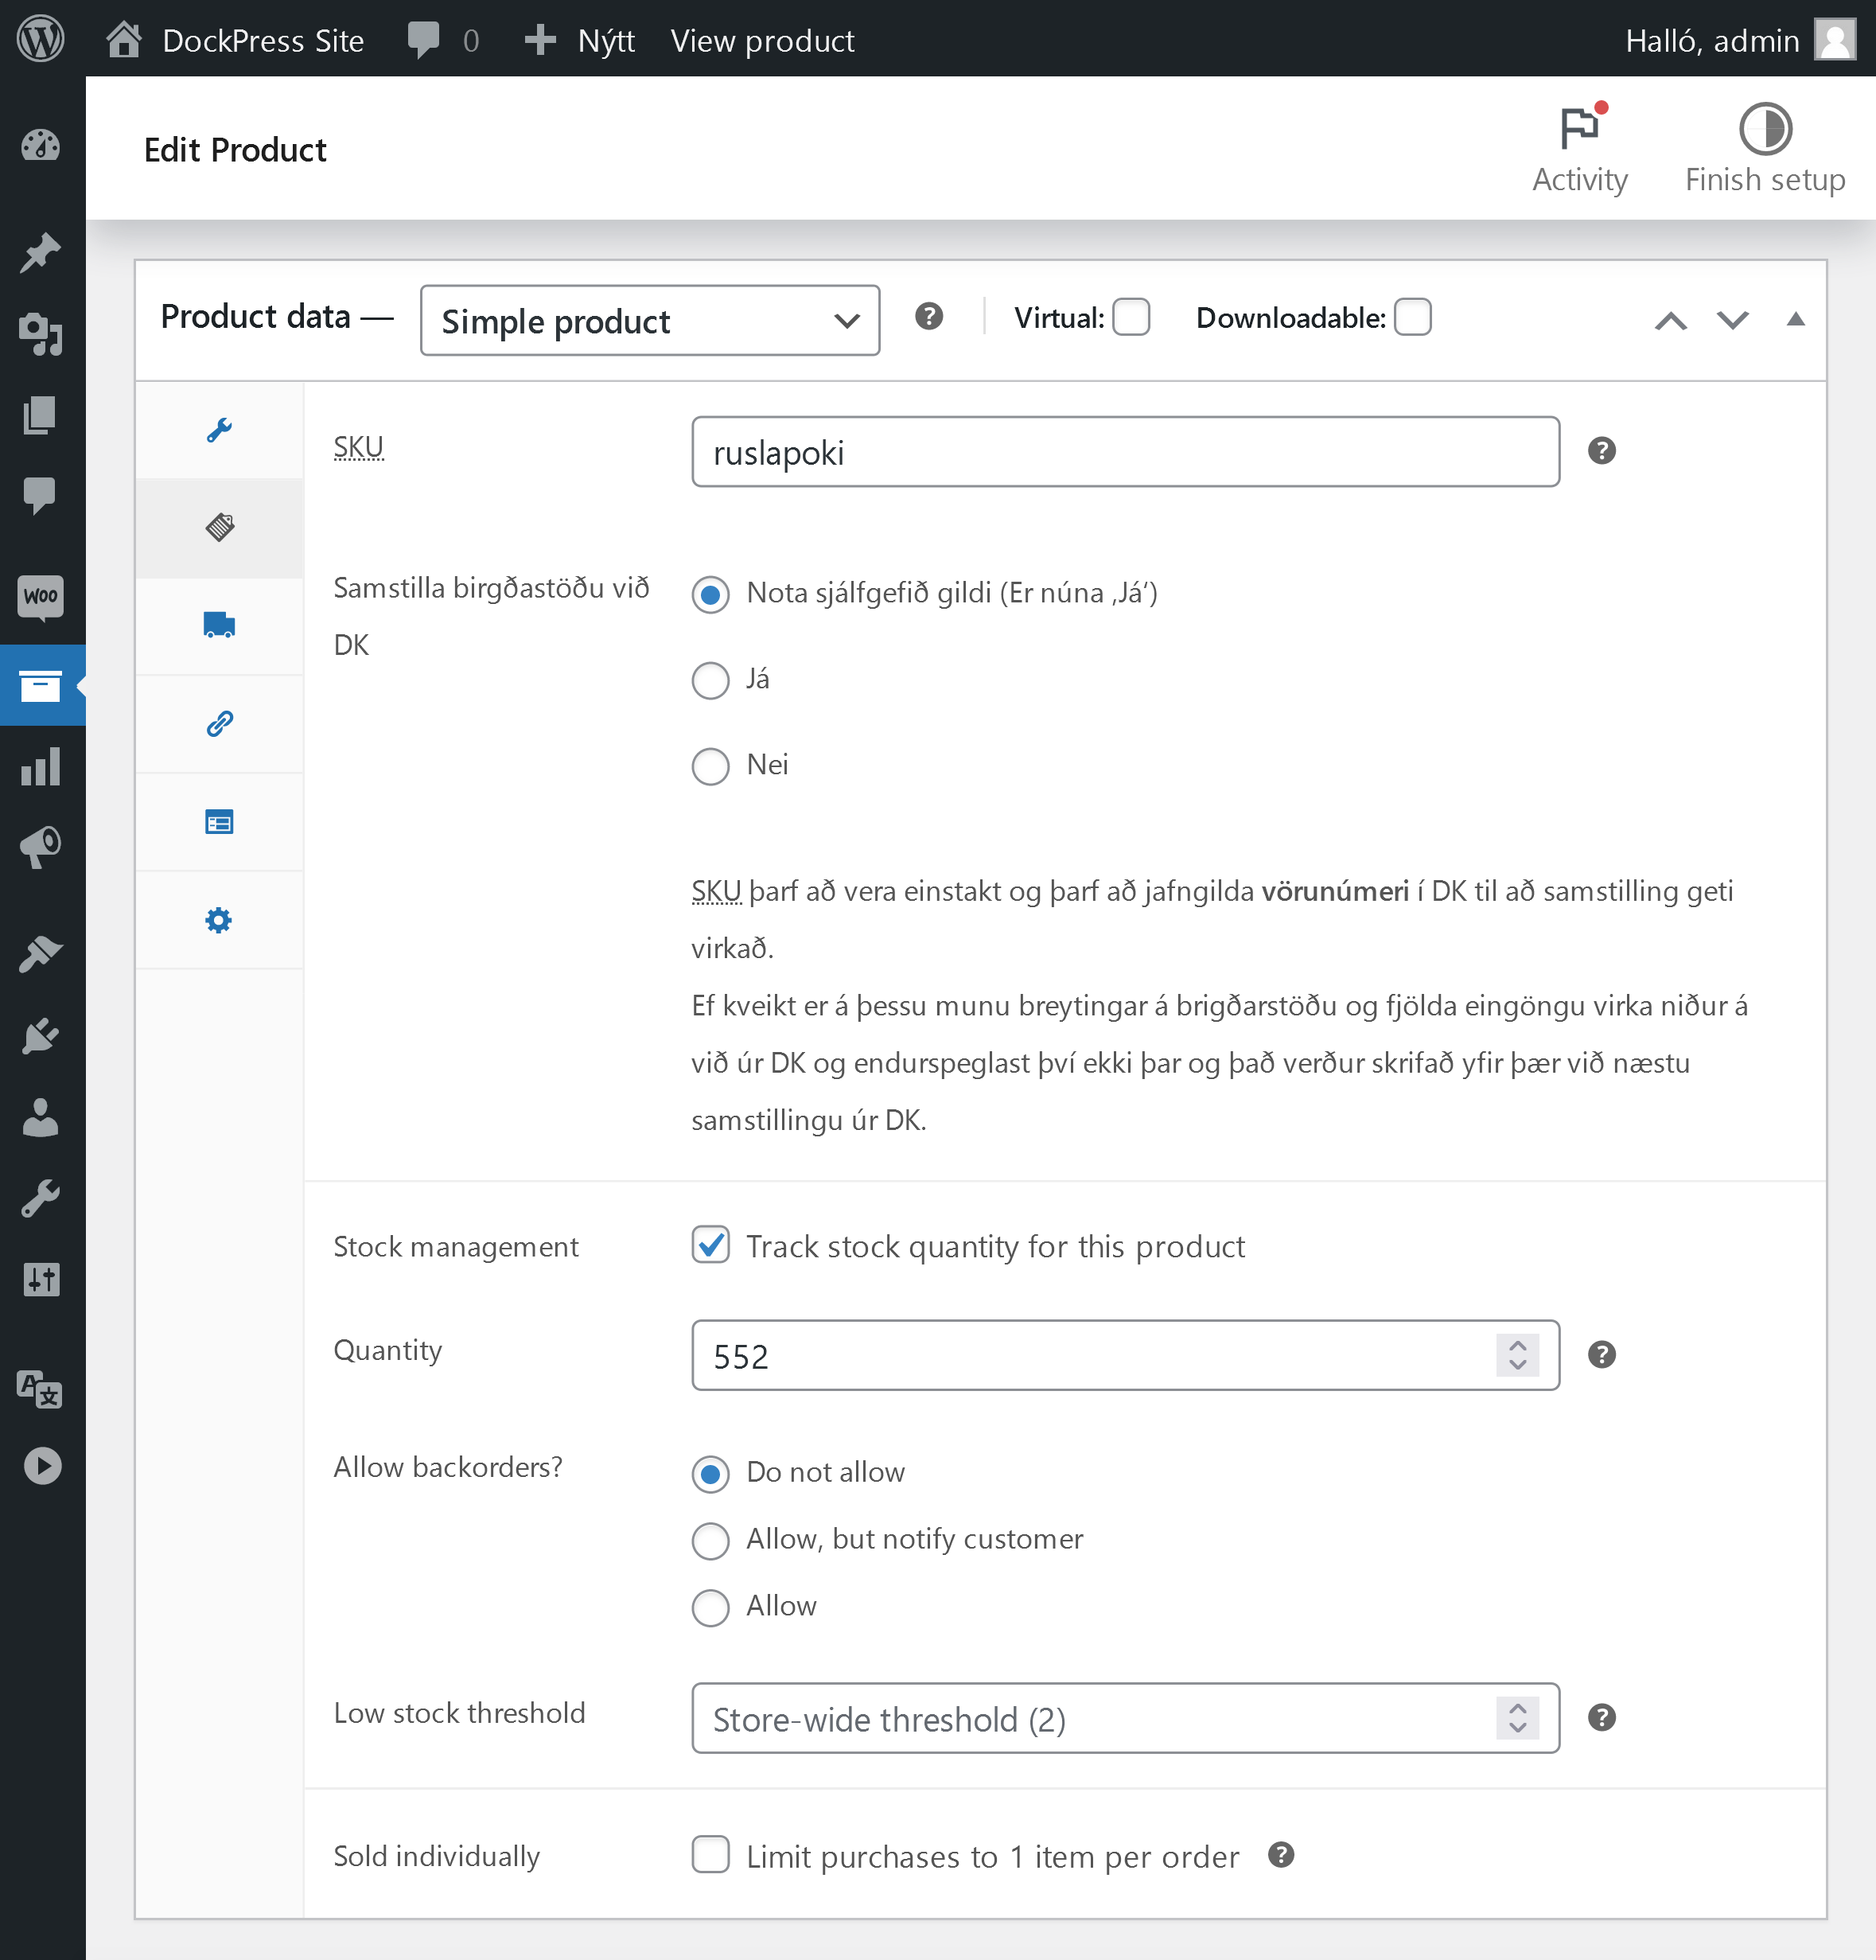 DockPress Site 0 Nýtt View product Halló, admin
Edit Product
Activity
Finish setup
Product data — Simple product Virtual: Downloadable:
SKU ruslapoki
Samstilla birgðastöðu við
DK
Nota sjálfgefið gildi (Er núna ‚Já‘)
Já
Nei
SKU þarf að vera einstakt og þarf að jafngilda vörunúmeri í DK til að samstilling geti
virkað.
Ef kveikt er á þessu munu breytingar á brigðarstöðu og fjölda eingöngu virka niður á
við úr DK og endurspeglast því ekki þar og það verður skrifað yfir þær við næstu
samstillingu úr DK.
Woo
Stock management Track stock quantity for this product
Quantity 552
Allow backorders? Do not allow
Allow, but notify customer
Allow
Low stock threshold Store-wide threshold (2)
Sold individually Limit purchases to 1 item per order